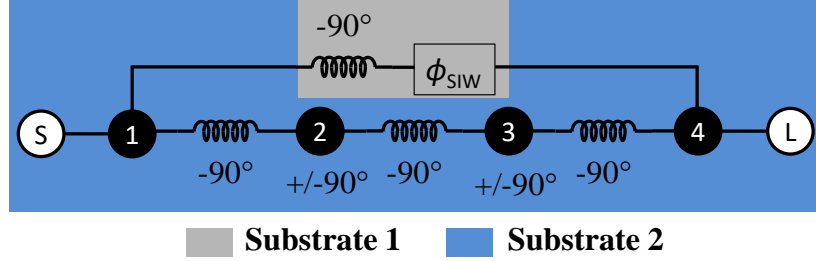 -90°
ϕSIW
S 1 2 3 4 L
-90° +/-90° -90° +/-90° -90°
Substrate 1 Substrate 2